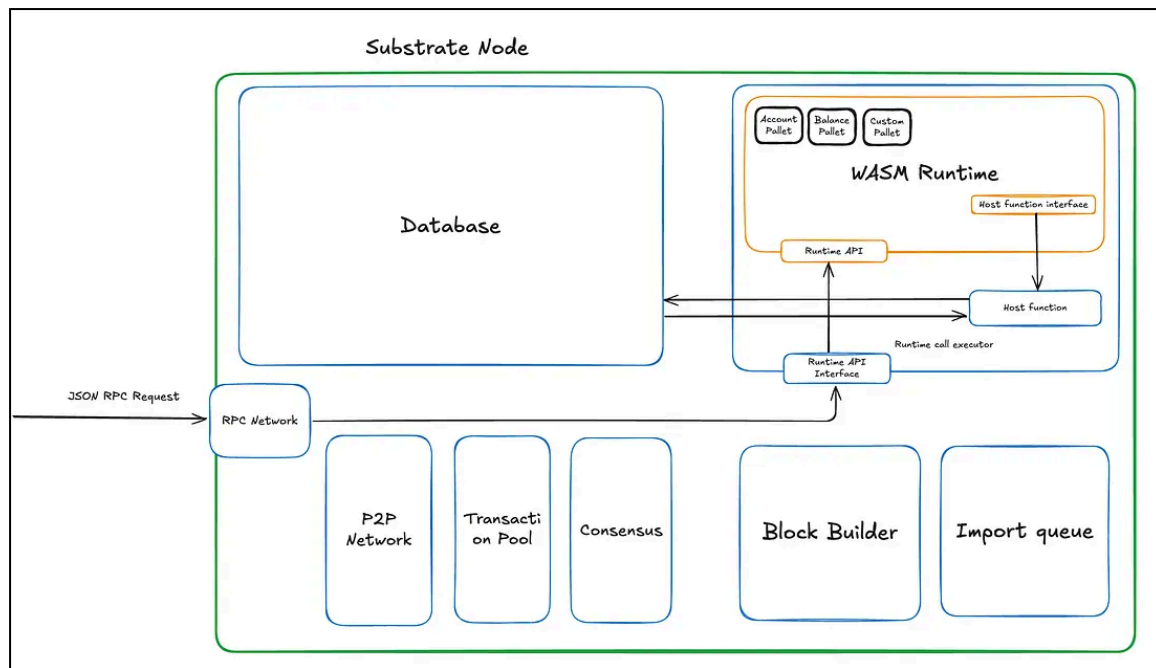 Substrate Node
Database
Account
Pallet
Balance
Pallet
Custom
Pallet
WASM Runtime
Host function interface
Runtime API
Host function
Runtime call executor
Runtime API
Interface
JSON RPC Request
RPC Network
P2P
Network
Transacti
on Pool
Consensus
Block Builder
Import queue